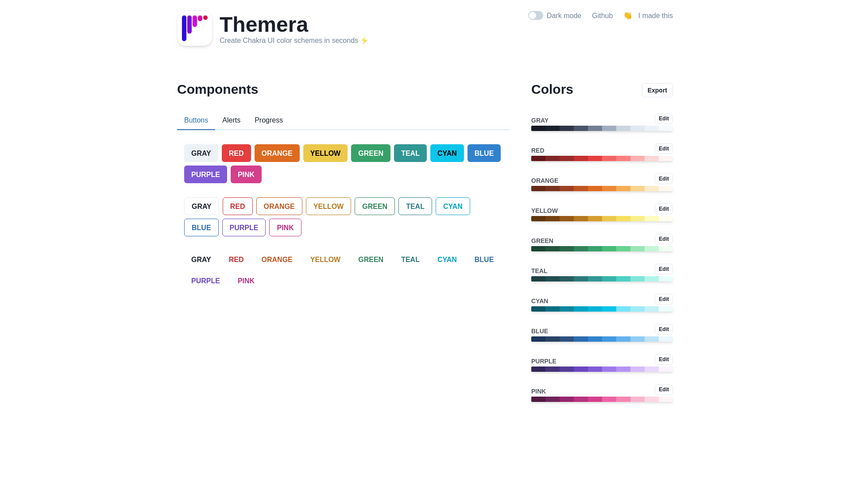 Themera
Create Chakra UI color schemes in seconds ⚡
Dark mode Github 👋 I made this
Components
Buttons Alerts Progress
GRAY RED ORANGE YELLOW GREEN TEAL CYAN BLUE
PURPLE PINK
GRAY RED ORANGE YELLOW GREEN TEAL CYAN
BLUE PURPLE PINK
GRAY RED ORANGE YELLOW GREEN TEAL CYAN BLUE
PURPLE PINK
Colors Export
GRAY Edit
RED Edit
ORANGE Edit
YELLOW Edit
GREEN Edit
TEAL Edit
CYAN Edit
BLUE Edit
PURPLE Edit
PINK Edit